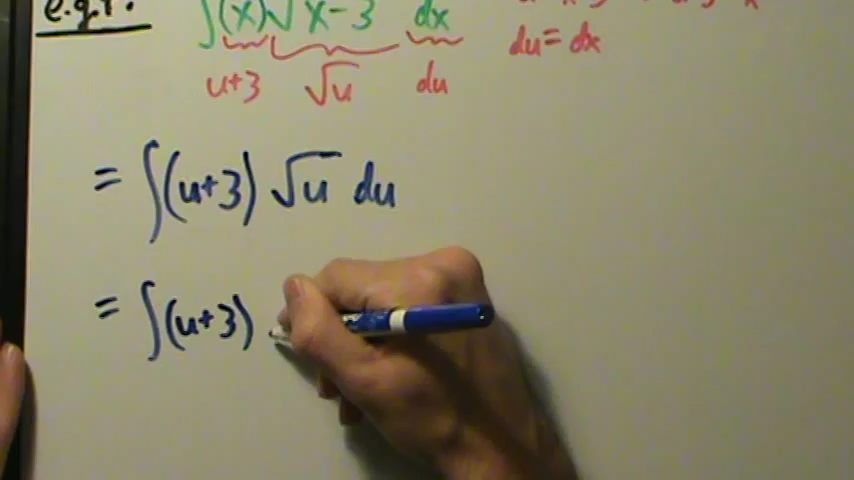 e.g.1.
∫(x)√x-3 dx
du = dx
u+3 √u du
= ∫(u+3) √u du
= ∫(u+3)